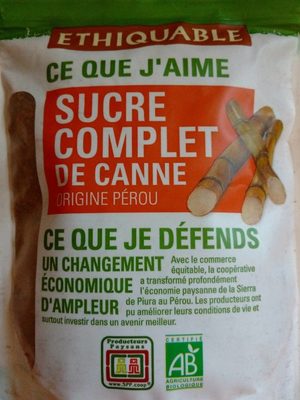 ETHIQUABLE
CE QUE J'AIME
SUCRE
COMPLET
DE CANNE
ORIGINE PÉROU
CE QUE JE DÉFENDS
UN CHANGEMENT
ÉCONOMIQUE
D'AMPLEUR
Avec le commerce
équitable, la coopérative
a transformé profondément
l'économie paysanne de la Sierra
de Piura au Pérou. Les producteurs ont
pu améliorer leurs conditions de vie et
surtout investir dans un avenir meilleur.
Producteurs
Paysans
www.SPP.coop
CERTIFIÉ
AB
AGRICULTURE
BIOLOGIQUE